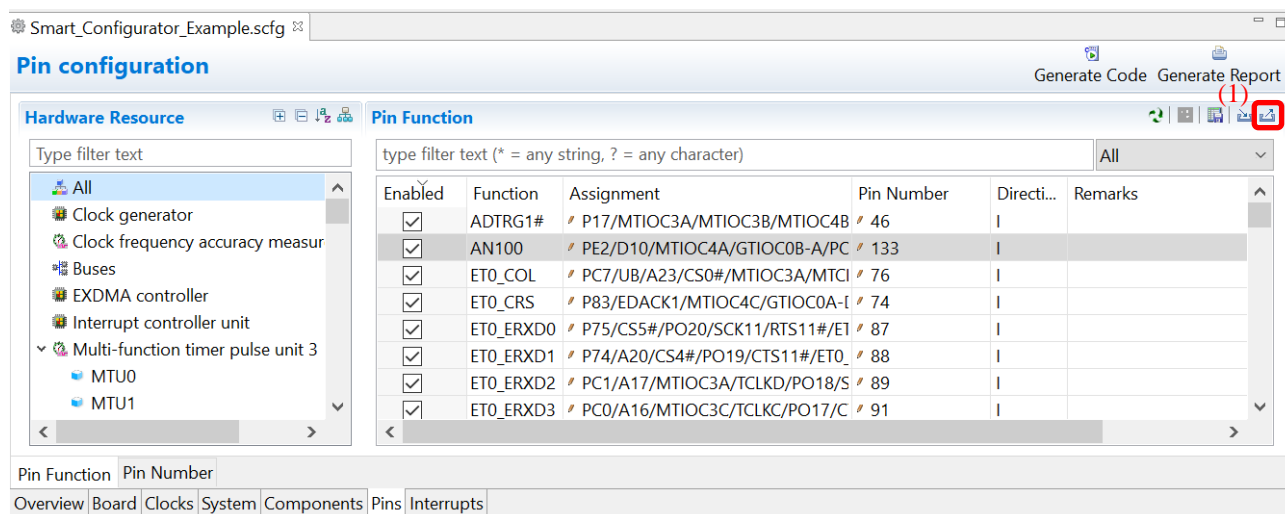 Smart_Configurator_Example.scfg
Pin configuration
Generate Code Generate Report
(1)
Hardware Resource
Pin Function
Type filter text
type filter text (* = any string, ? = any character)
All
All
Clock generator
Clock frequency accuracy measur
Buses
EXDMA controller
Interrupt controller unit
Multi-function timer pulse unit 3
MTU0
MTU1
Enabled Function Assignment Pin Number Directi... Remarks
ADTRG1# P17/MTIOC3A/MTIOC3B/MTIOC4B 46 I
AN100 PE2/D10/MTIOC4A/GTIOC0B-A/PC 133 I
ET0_COL PC7/UB/A23/CS0#/MTIOC3A/MTCI 76 I
ET0_CRS P83/EDACK1/MTIOC4C/GTIOC0A-[ 74 I
ET0_ERXD0 P75/CS5#/PO20/SCK11/RTS11#/ET 87 I
ET0_ERXD1 P74/A20/CS4#/PO19/CTS11#/ET0_ 88 I
ET0_ERXD2 PC1/A17/MTIOC3A/TCLKD/PO18/S 89 I
ET0_ERXD3 PC0/A16/MTIOC3C/TCLKC/PO17/C 91 I
Pin Function Pin Number
Overview Board Clocks System Components Pins Interrupts